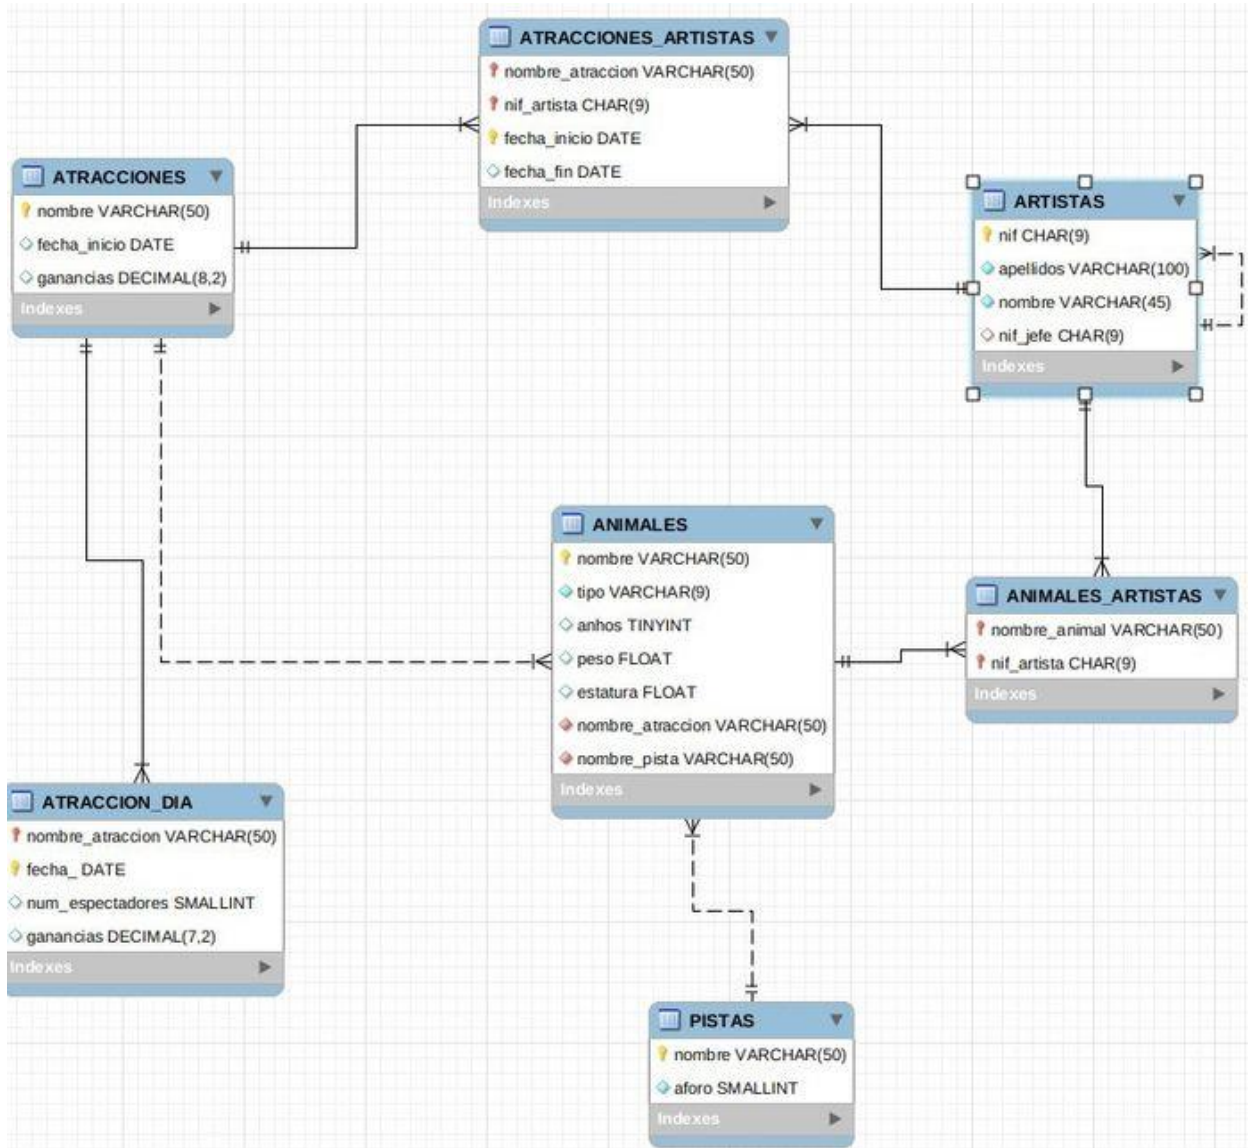 ATRACCIONES_ARTISTAS
nombre_atraccion VARCHAR(50)
nif_artista CHAR(9)
fecha_inicio DATE
fecha_fin DATE
Indexes
ATRACCIONES
nombre VARCHAR(50)
fecha_inicio DATE
ganancias DECIMAL(8,2)
Indexes
ARTISTAS
nif CHAR(9)
apellidos VARCHAR(100)
nombre VARCHAR(45)
nif_jefe CHAR(9)
Indexes
ANIMALES
nombre VARCHAR(50)
tipo VARCHAR(9)
anhos TINYINT
peso FLOAT
estatura FLOAT
nombre_atraccion VARCHAR(50)
nombre_pista VARCHAR(50)
Indexes
ANIMALES_ARTISTAS
nombre_animal VARCHAR(50)
nif_artista CHAR(9)
Indexes
ATRACCION_DIA
nombre_atraccion VARCHAR(50)
fecha_ DATE
num_espectadores SMALLINT
ganancias DECIMAL(7,2)
Indexes
PISTAS
nombre VARCHAR(50)
aforo SMALLINT
Indexes